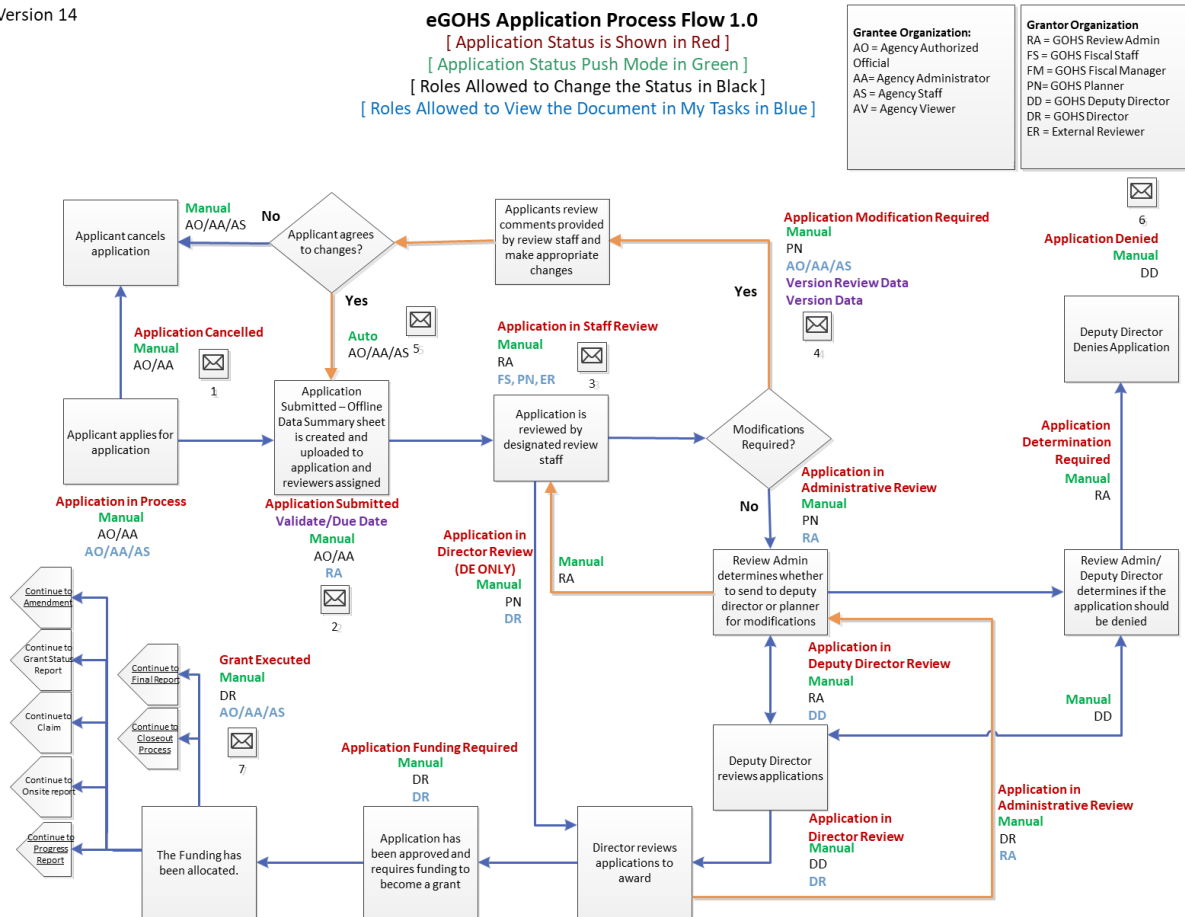 Version 14
eGOHS Application Process Flow 1.0
[ Application Status is Shown in Red ]
[ Application Status Push Mode in Green ]
[ Roles Allowed to Change the Status in Black ]
[ Roles Allowed to View the Document in My Tasks in Blue ]
Grantee Organization:
AO = Agency Authorized
Official
AA= Agency Administrator
AS = Agency Staff
AV = Agency Viewer
Grantor Organization
RA = GOHS Review Admin
FS = GOHS Fiscal Staff
FM = GOHS Fiscal Manager
PN= GOHS Planner
DD = GOHS Deputy Director
DR = GOHS Director
ER = External Reviewer
Applicant cancels
application
Manual
AO/AA/AS
No
Applicant agrees
to changes?
Yes
Applicants review
comments provided
by review staff and
make appropriate
changes
Application Modification Required
Manual
PN
AO/AA/AS
Version Review Data
Version Data
4
Yes
6
Application Denied
Manual
DD
Deputy Director
Denies Application
Application Cancelled
Manual
AO/AA
1
Auto
AO/AA/AS
5
Application in Staff Review
Manual
RA
FS, PN, ER
3
Applicant applies for
application
Application
Submitted – Offline
Data Summary sheet
is created and
uploaded to
application and
reviewers assigned
Application is
reviewed by
designated review
staff
Modifications
Required?
No
Application
Determination
Required
Manual
RA
Application in Process
Manual
AO/AA
AO/AA/AS
Application Submitted
Validate/Due Date
Manual
AO/AA
RA
2
Application in
Director Review
(DE ONLY)
Manual
PN
DR
Manual
RA
Application in
Administrative Review
Manual
PN
RA
Review Admin
determines whether
to send to deputy
director or planner
for modifications
Review Admin/
Deputy Director
determines if the
application should
be denied
Continue to
Amendment
Continue to
Grant Status
Report
Continue to
Claim
Continue to
Onsite report
Continue to
Progress
Report
Continue to
Final Report
Continue to
Closeout
Process
Grant Executed
Manual
DR
AO/AA/AS
7
Application in
Deputy Director Review
Manual
RA
DD
Manual
DD
Deputy Director
reviews applications
Application Funding Required
Manual
DR
DR
Application in
Director Review
Manual
DD
DR
Application in
Administrative Review
Manual
DR
RA
The Funding has
been allocated.
Application has
been approved and
requires funding to
become a grant
Director reviews
applications to
award